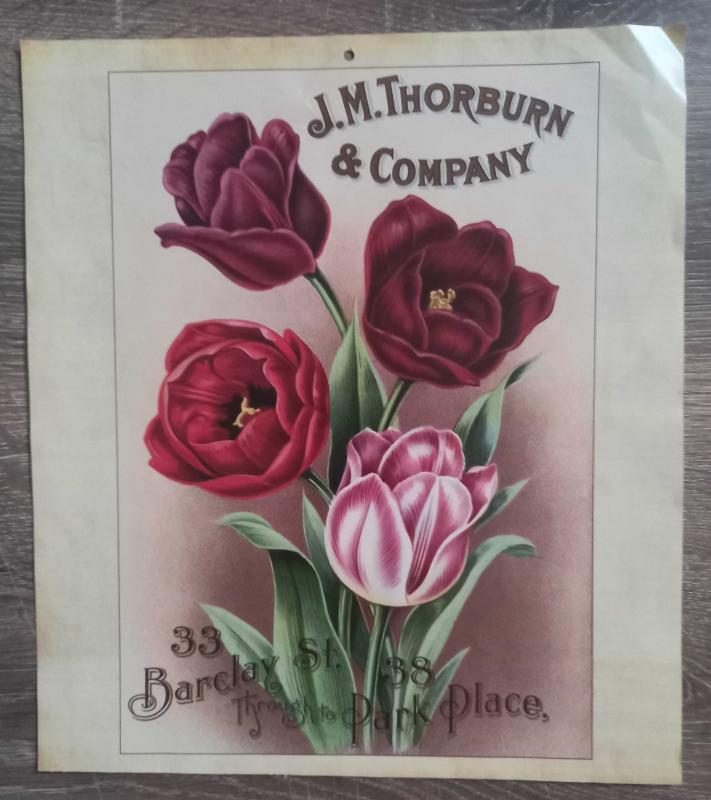 J.M.THORBURN
& COMPANY
33
Barclay St.
Through to
38
Park Place,